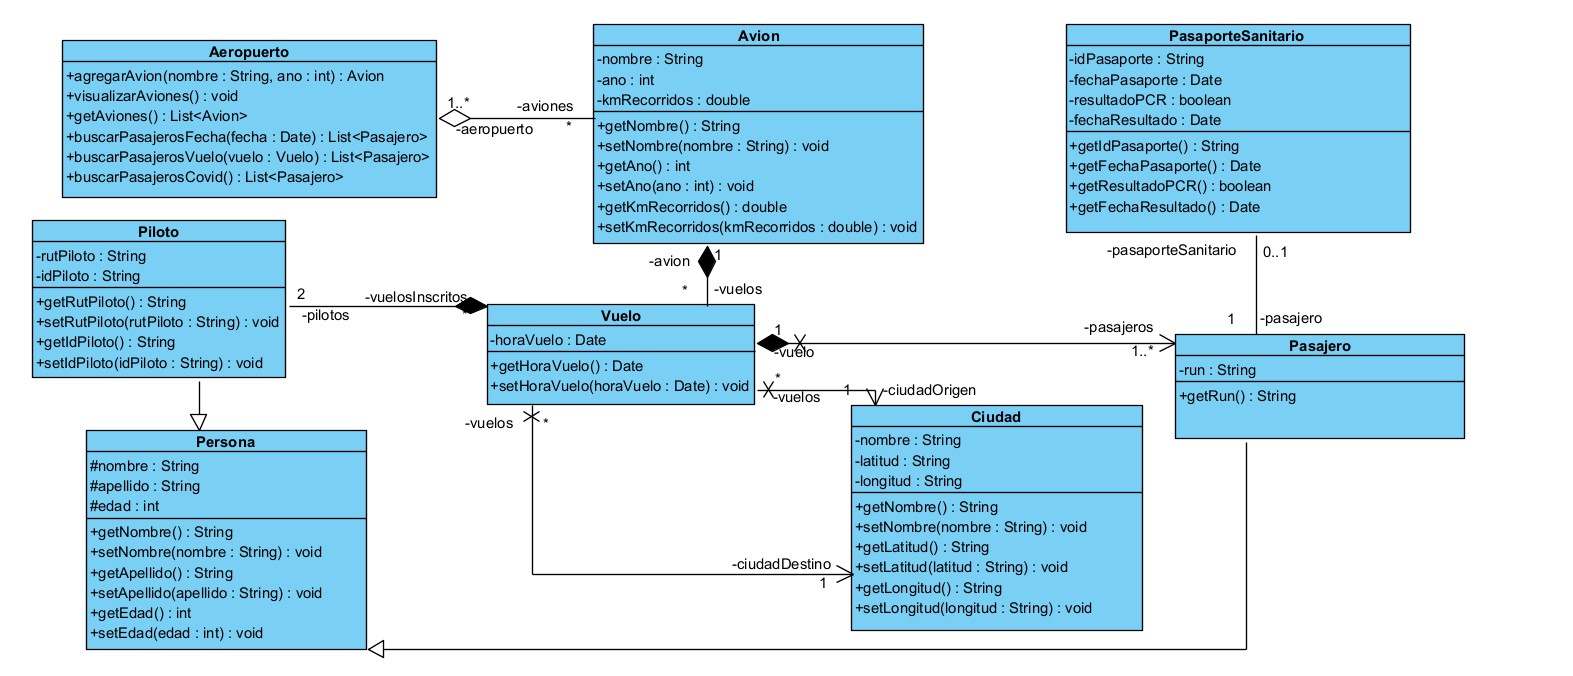 Aeropuerto
+agregarAvion(nombre : String, ano : int) : Avion
+visualizarAviones() : void
+getAviones() : List<Avion>
+buscarPasajerosFecha(fecha : Date) : List<Pasajero>
+buscarPasajerosVuelo(vuelo : Vuelo) : List<Pasajero>
+buscarPasajerosCovid() : List<Pasajero>
1..*
-aeropuerto
-aviones
*
Avion
-nombre : String
-ano : int
-kmRecorridos : double
+getNombre() : String
+setNombre(nombre : String) : void
+getAno() : int
+setAno(ano : int) : void
+getKmRecorridos() : double
+setKmRecorridos(kmRecorridos : double) : void
PasaporteSanitario
-idPasaporte : String
-fechaPasaporte : Date
-resultadoPCR : boolean
-fechaResultado : Date
+getIdPasaporte() : String
+getFechaPasaporte() : Date
+getResultadoPCR() : boolean
+getFechaResultado() : Date
-pasaporteSanitario
0..1
1
-pasajero
Piloto
-rutPiloto : String
-idPiloto : String
+getRutPiloto() : String
+setRutPiloto(rutPiloto : String) : void
+getIdPiloto() : String
+setIdPiloto(idPiloto : String) : void
2
-pilotos
-vuelosInscritos
*
-avion
1
*
-vuelos
Vuelo
-horaVuelo : Date
+getHoraVuelo() : Date
+setHoraVuelo(horaVuelo : Date) : void
1
-vuelo
-pasajeros
1..*
Pasajero
-run : String
+getRun() : String
*
-vuelos
1
-ciudadOrigen
-vuelos
*
-ciudadDestino
1
Ciudad
-nombre : String
-latitud : String
-longitud : String
+getNombre() : String
+setNombre(nombre : String) : void
+getLatitud() : String
+setLatitud(latitud : String) : void
+getLongitud() : String
+setLongitud(longitud : String) : void
Persona
#nombre : String
#apellido : String
#edad : int
+getNombre() : String
+setNombre(nombre : String) : void
+getApellido() : String
+setApellido(apellido : String) : void
+getEdad() : int
+setEdad(edad : int) : void